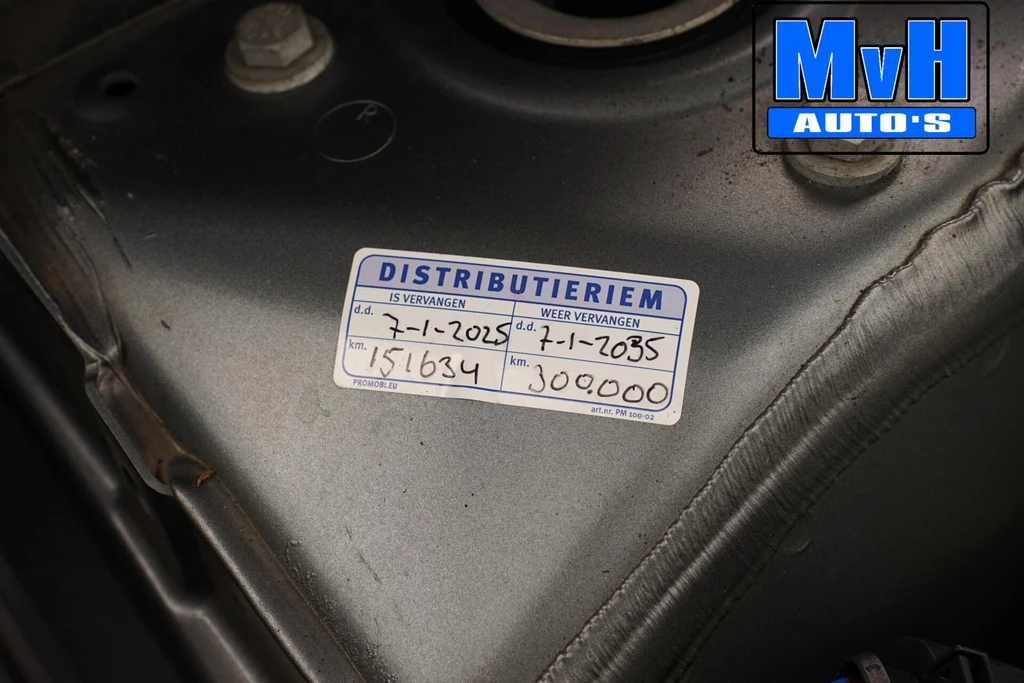 MvH
AUTO'S
R
DISTRIBUTIERIEM
IS VERVANGEN
WEER VERVANGEN
d.d. 7-1-2025
d.d. 7-1-2035
km. 151634
km. 300.000
PROMOBI.EU
art.nr. PM 100-02